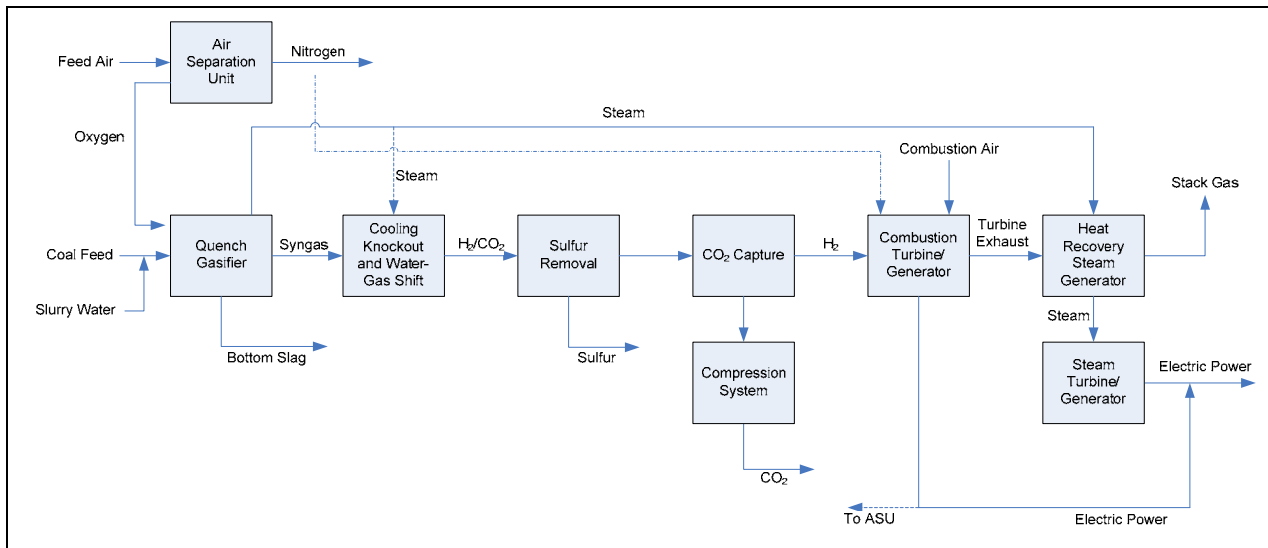 Air
Separation
Unit
Feed Air
Nitrogen
Oxygen
Steam
Combustion Air
Steam
Stack Gas
Coal Feed
Quench
Gasifier
Syngas
Cooling
Knockout
and Water-
Gas Shift
H₂/CO₂
Sulfur
Removal
CO₂ Capture
H₂
Combustion
Turbine/
Generator
Turbine
Exhaust
Heat
Recovery
Steam
Generator
Slurry Water
Steam
Bottom Slag
Sulfur
Compression
System
Steam
Turbine/
Generator
Electric Power
CO₂
To ASU
Electric Power